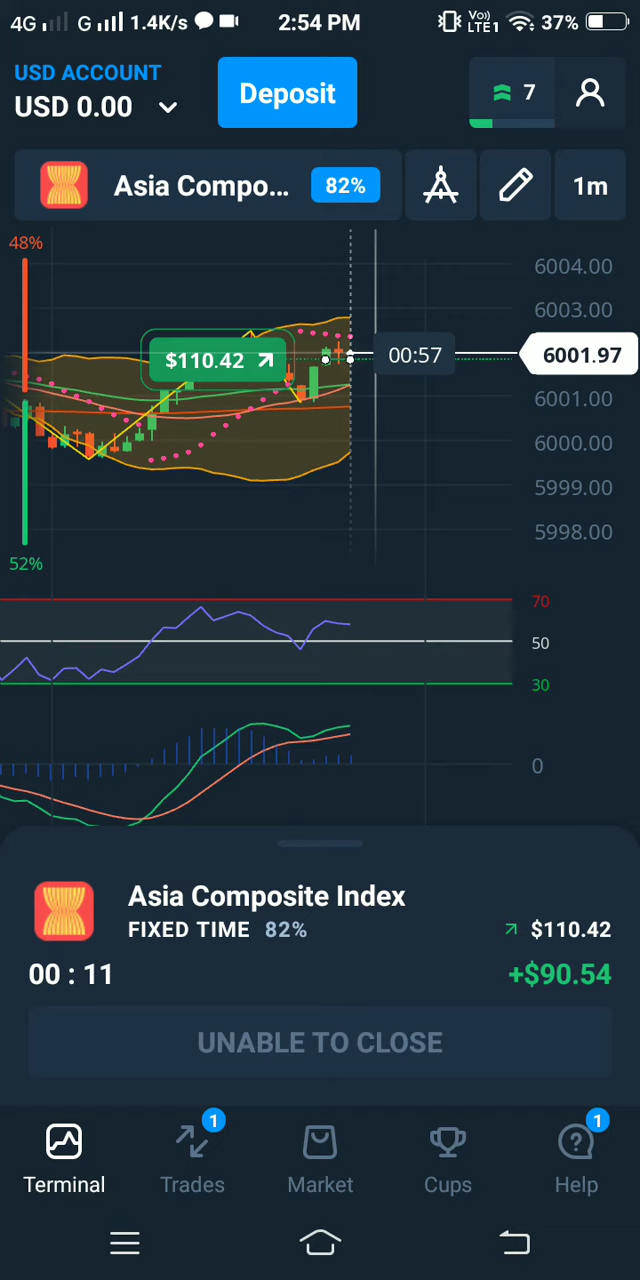 4G G 1.4K/s 2:54 PM Vo) LTE1 37%
USD ACCOUNT
USD 0.00
Deposit
7
Asia Compo... 82% 1m
48%
6004.00
6003.00
$110.42 00:57 6001.97
6001.00
6000.00
5999.00
5998.00
52%
70
50
30
0
Asia Composite Index
FIXED TIME 82% $110.42
00 : 11 +$90.54
UNABLE TO CLOSE
1 1
Terminal Trades Market Cups Help